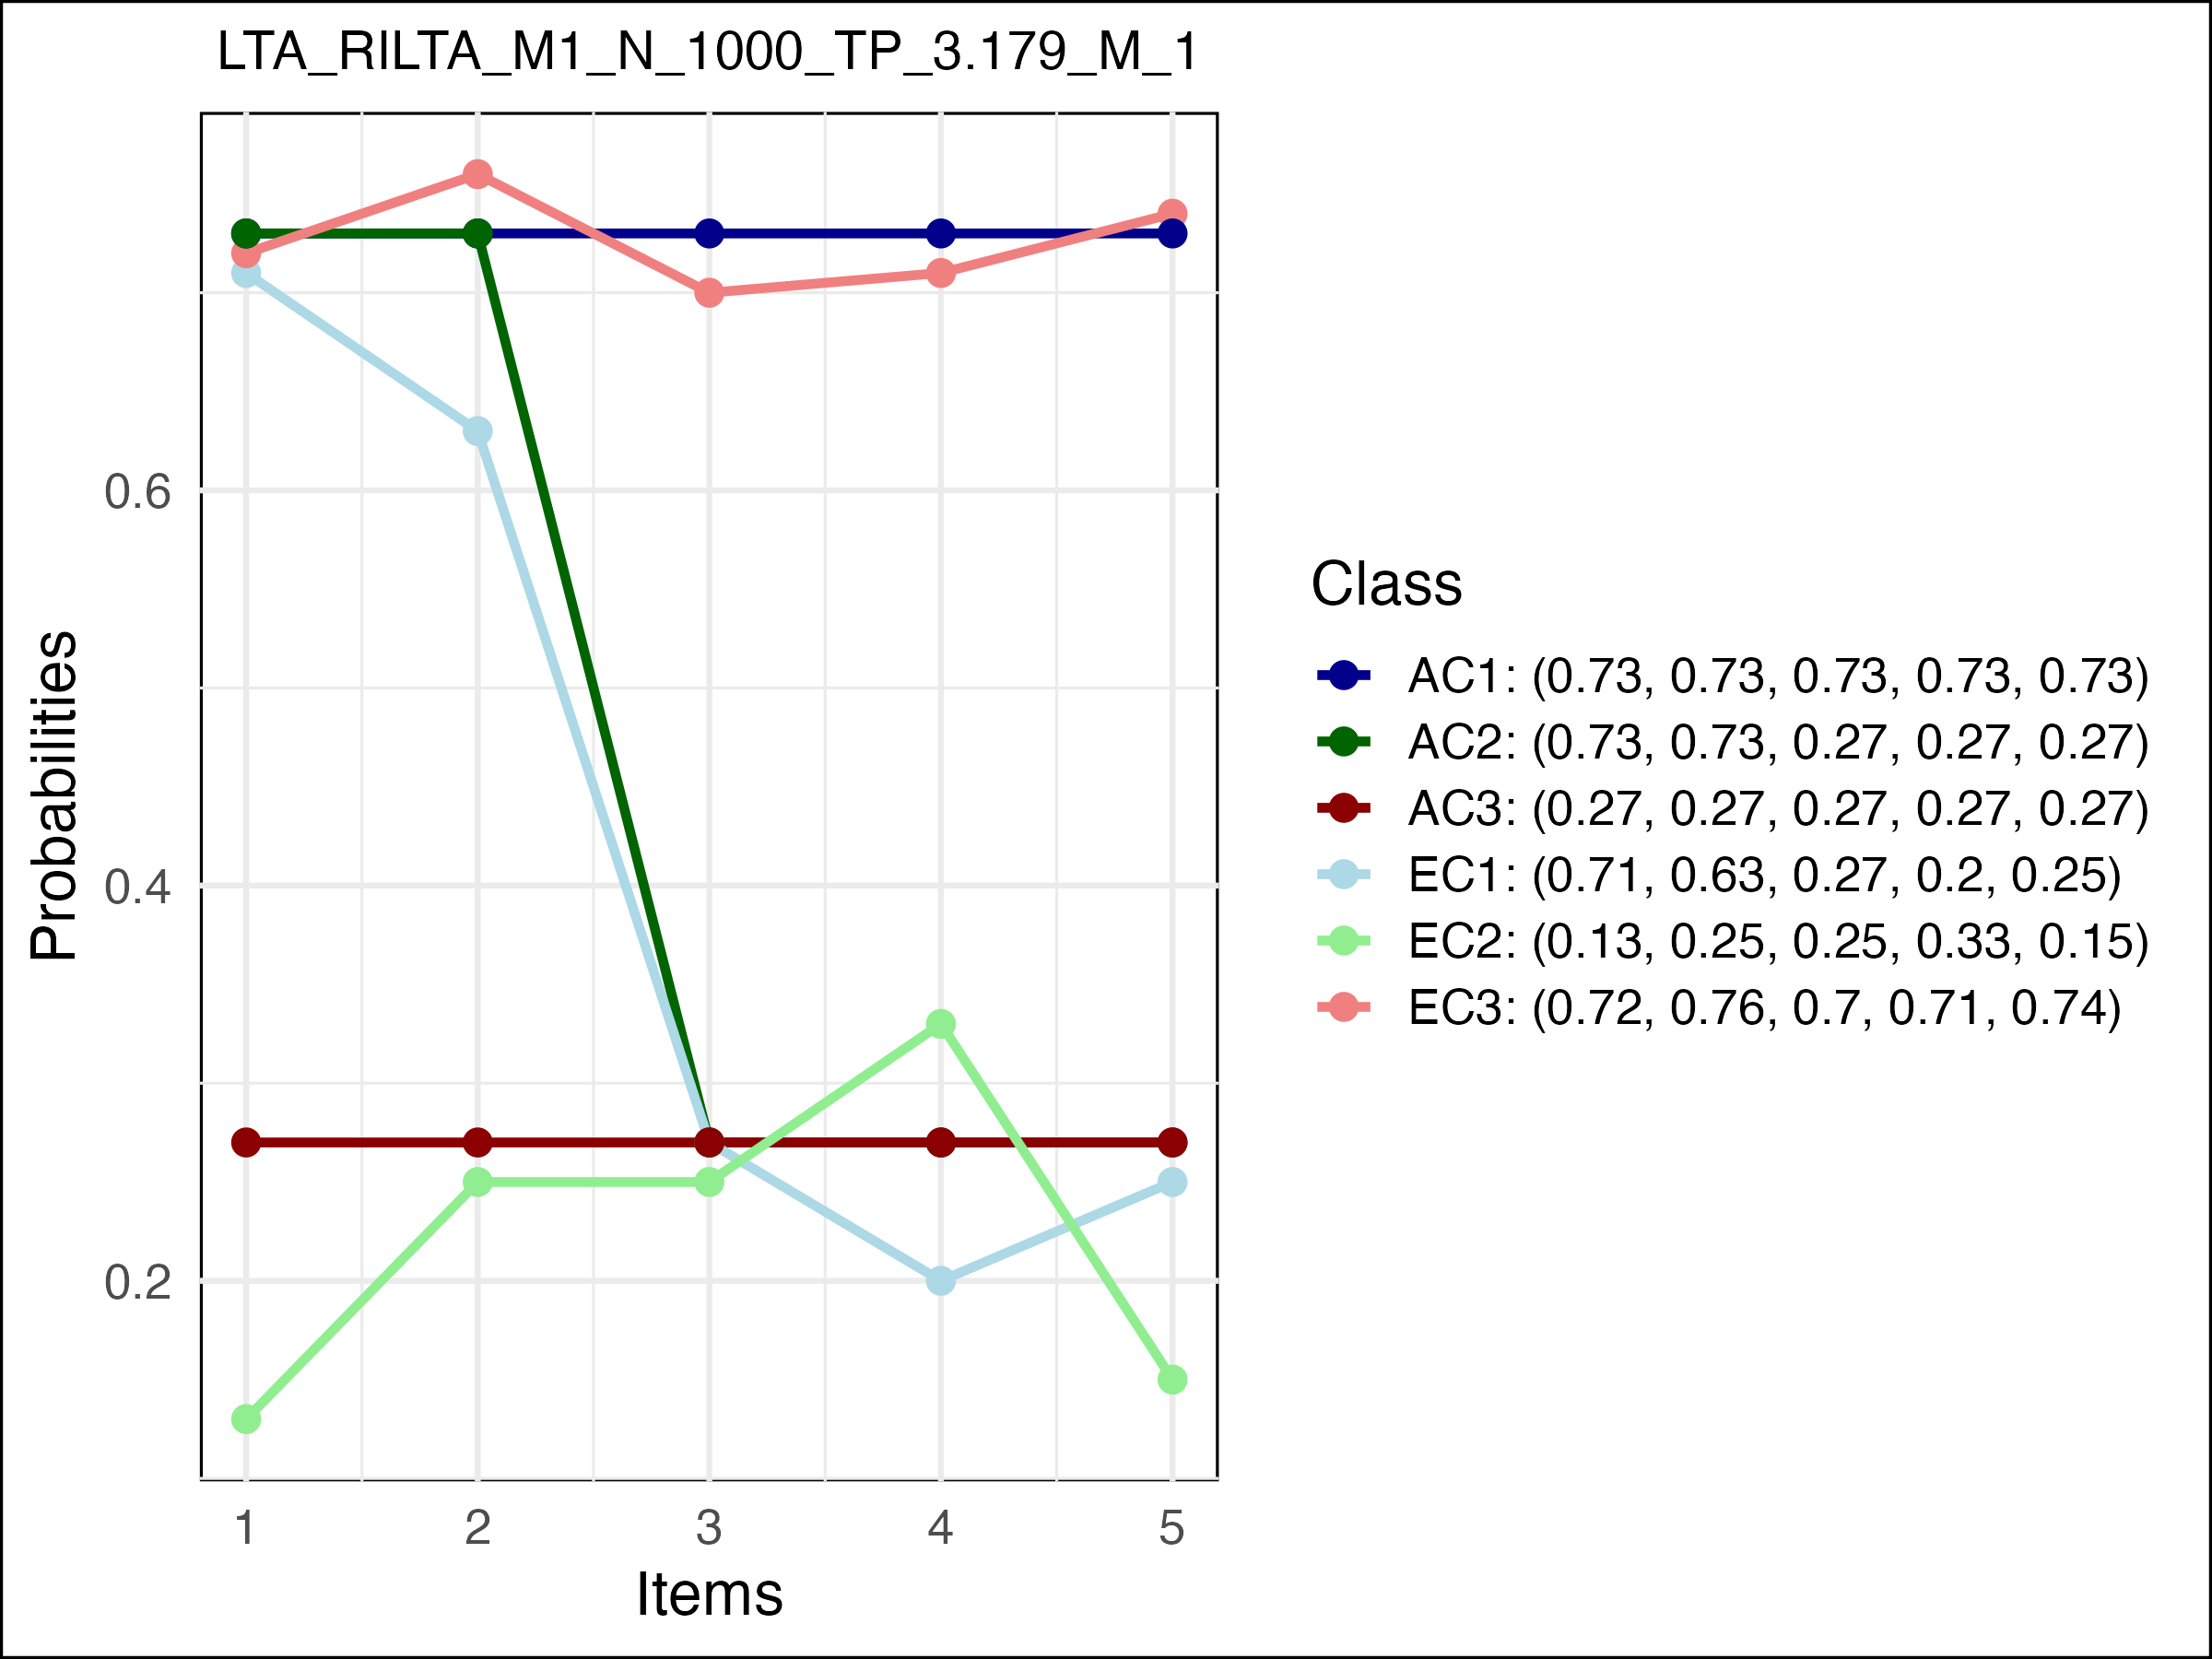 LTA_RILTA_M1_N_1000_TP_3.179_M_1
Probabilities
0.6
0.4
0.2
1 2 3 4 5
Items
Class
AC1: (0.73, 0.73, 0.73, 0.73, 0.73)
AC2: (0.73, 0.73, 0.27, 0.27, 0.27)
AC3: (0.27, 0.27, 0.27, 0.27, 0.27)
EC1: (0.71, 0.63, 0.27, 0.2, 0.25)
EC2: (0.13, 0.25, 0.25, 0.33, 0.15)
EC3: (0.72, 0.76, 0.7, 0.71, 0.74)